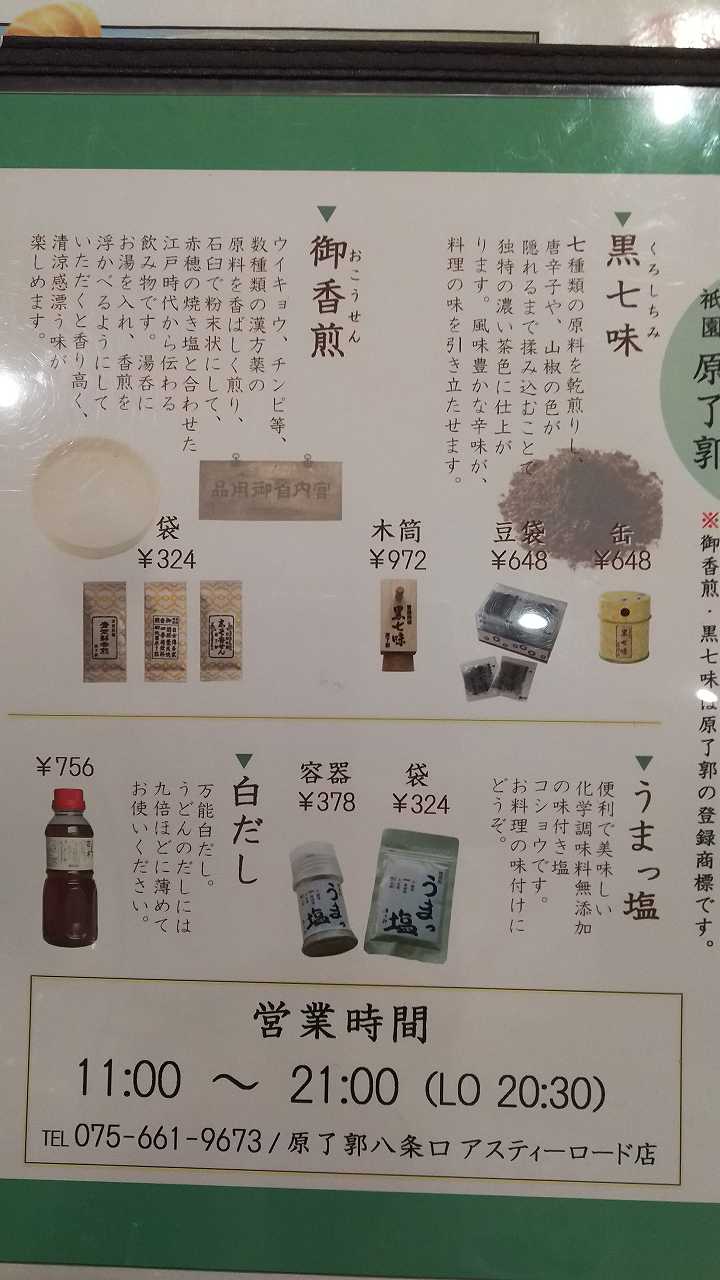 祇園 原了郭
※御香煎・黒七味は原了郭の登録商標です。
くろしちみ
黒七味
七種類の原料を乾煎りし、
唐辛子や、山椒の色が
隠れるまで揉み込むことで
独特の濃い茶色に仕上が
ります。風味豊かな辛味が、
料理の味を引き立たせます。
おこうせん
御香煎
ウイキョウ、チンピ等、
数種類の漢方薬の
原料を香ばしく煎り、
石臼で粉末状にして、
赤穂の焼き塩と合わせた
江戸時代から伝わる
飲み物です。湯呑に
お湯を入れ、香煎を
浮かべるようにして
いただくと香り高く、
清涼感漂う味が
楽しめます。
品用御省内宮
缶
¥648
豆袋
¥648
木筒
¥972
袋
¥324
黒七味
黒七味
うまっ塩
便利で美味しい
化学調味料無添加
の味付き塩
コショウです。
お料理の味付けに
どうぞ。
袋
¥324
容器
¥378
うまっ塩
うまっ塩
白だし
万能白だし。
うどんのだしには
九倍ほどに薄めて
お使いください。
¥756
営業時間
11:00 ～ 21:00 (LO 20:30)
TEL 075-661-9673 / 原了郭八条口 アスティーロード店